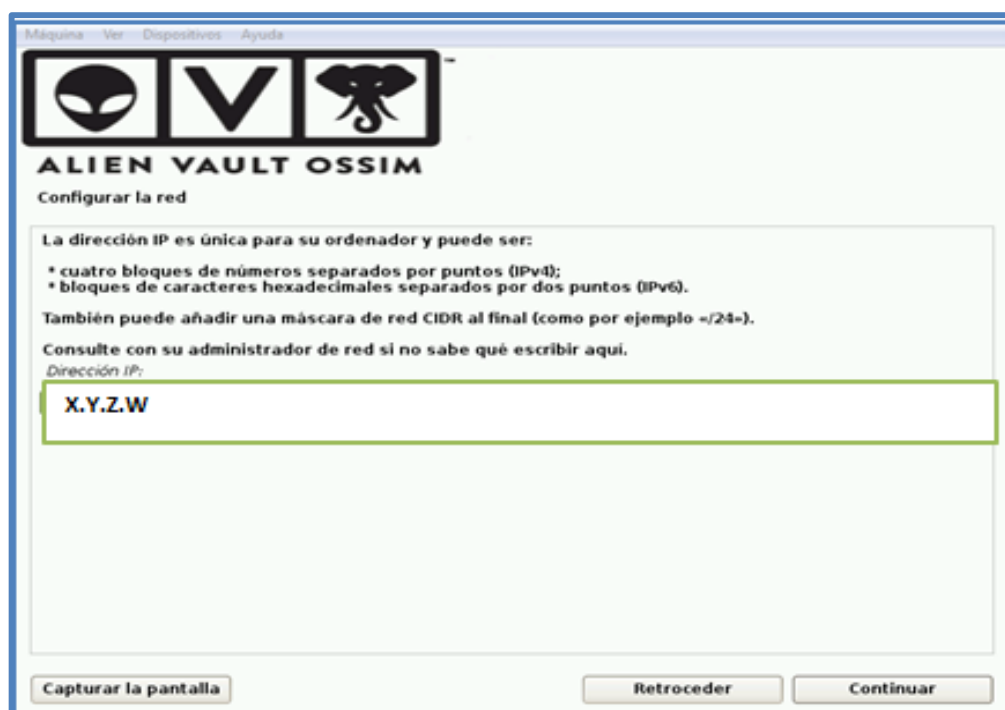 Máquina Ver Dispositivos Ayuda
V
ALIEN VAULT OSSIM
Configurar la red
La dirección IP es única para su ordenador y puede ser:
* cuatro bloques de números separados por puntos (IPv4);
* bloques de caracteres hexadecimales separados por dos puntos (IPv6).
También puede añadir una máscara de red CIDR al final (como por ejemplo «/24»).
Consulte con su administrador de red si no sabe qué escribir aquí.
Dirección IP:
X.Y.Z.W
Capturar la pantalla Retroceder Continuar